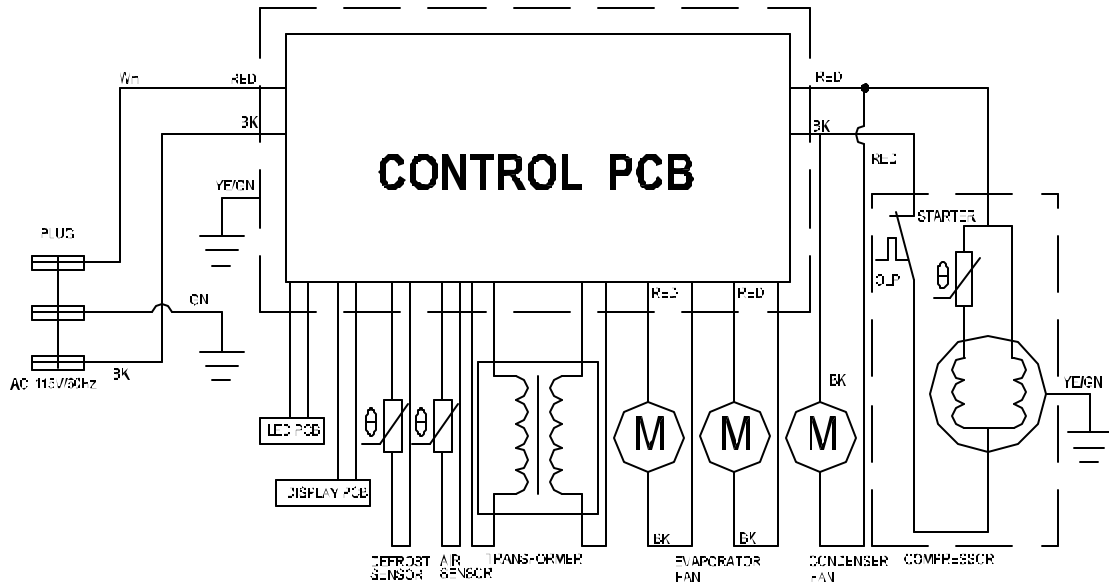 WH
RED
RED
BK
BK
CONTROL PCB
RED
YE/GN
STARTER
PLUG
OLP
θ
GN
RED
RED
AC 115V/60Hz
BK
BK
YE/GN
θ
θ
M
M
M
LED PCB
DISPLAY PCB
BK
BK
DEFROST
SENSOR
AIR
SENSOR
TRANSFORMER
EVAPORATOR
FAN
CONDENSER
FAN
COMPRESSOR